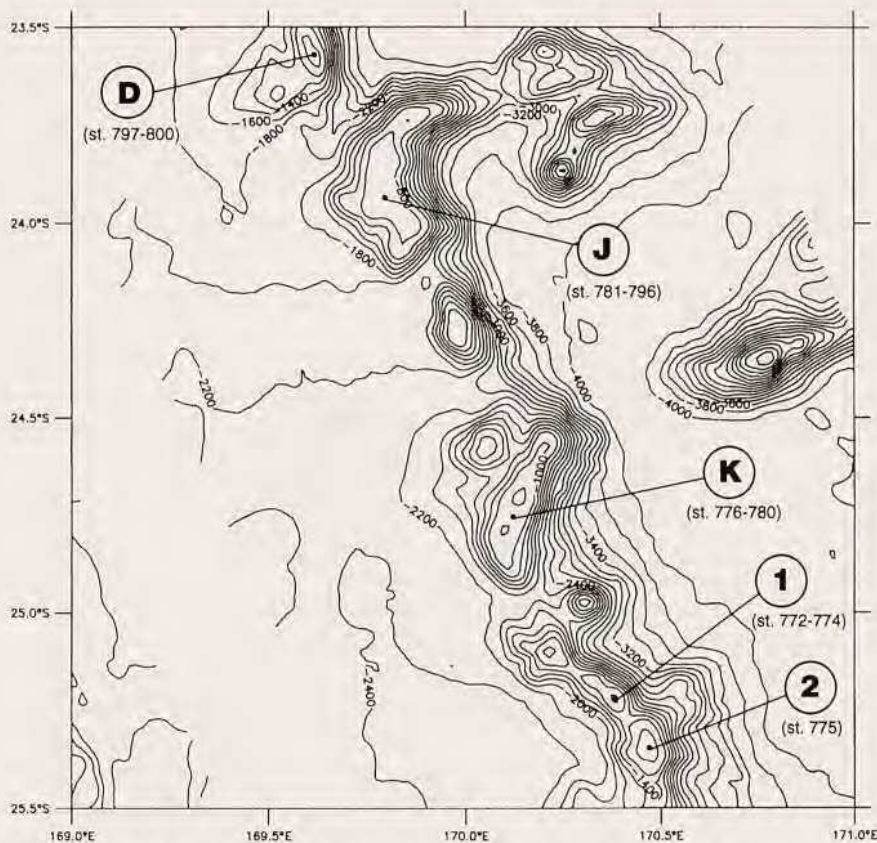 23.5°S
D
(st. 797-800)
-1400
-1600
-1800
-2200
-3000
-3200
-800
24.0°S
-1800
J
(st. 781-796)
-3600
-3800
-4000
-2200
-4000
-3800
-3600
24.5°S
-1000
K
(st. 776-780)
-2200
-3400
-2400
1
(st. 772-774)
25.0°S
-3200
-2400
-2000
2
(st. 775)
-1400
25.5°S
169.0°E
169.5°E
170.0°E
170.5°E
171.0°E